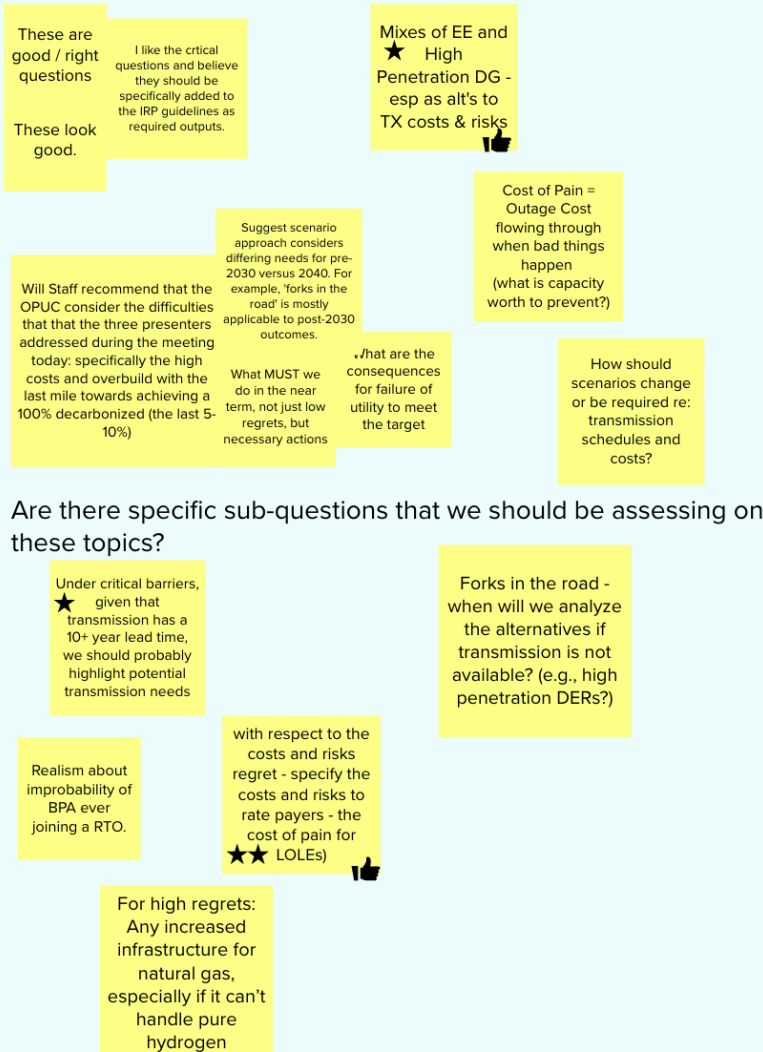 These are
good / right
questions
These look
good.
I like the crtical
questions and believe
they should be
specifically added to
the IRP guidelines as
required outputs.
Mixes of EE and
High
Penetration DG -
esp as alt's to
TX costs & risks
Cost of Pain =
Outage Cost
flowing through
when bad things
happen
(what is capacity
worth to prevent?)
Suggest scenario
approach considers
differing needs for pre-
2030 versus 2040. For
example, 'forks in the
road' is mostly
applicable to post-2030
outcomes.
Will Staff recommend that the
OPUC consider the difficulties
that that the three presenters
addressed during the meeting
today: specifically the high
costs and overbuild with the
last mile towards achieving a
100% decarbonized (the last 5-
10%)
What MUST we
do in the near
term, not just low
regrets, but
necessary actions
What are the
consequences
for failure of
utility to meet
the target
How should
scenarios change
or be required re:
transmission
schedules and
costs?
Are there specific sub-questions that we should be assessing on
these topics?
Under critical barriers,
given that
transmission has a
10+ year lead time,
we should probably
highlight potential
transmission needs
Forks in the road -
when will we analyze
the alternatives if
transmission is not
available? (e.g., high
penetration DERs?)
Realism about
improbability of
BPA ever
joining a RTO.
with respect to the
costs and risks
regret - specify the
costs and risks to
rate payers - the
cost of pain for
LOLEs)
For high regrets:
Any increased
infrastructure for
natural gas,
especially if it can't
handle pure
hydrogen